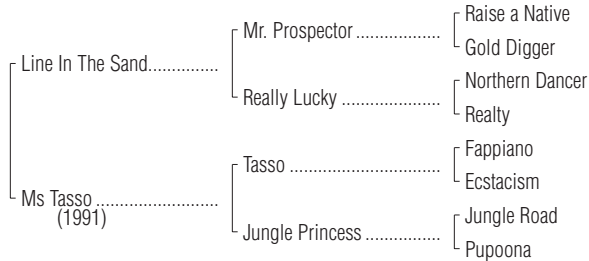 Raise a Native
Mr. Prospector ...................
Gold Digger
Line In The Sand...............
Northern Dancer
Really Lucky ......................
Realty
Fappiano
Tasso ................................
Ecstacism
Ms Tasso ..........................
(1991)
Jungle Road
Jungle Princess .................
Pupoona